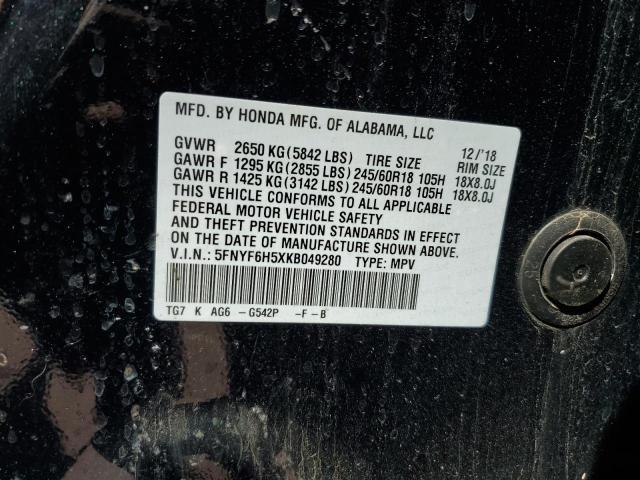 MFD. BY HONDA MFG. OF ALABAMA, LLC
GVWR 2650 KG(5842 LBS) TIRE SIZE 12/'18 RIM SIZE
GAWR F 1295 KG(2855 LBS) 245/60R18 105H 18X8.0J
GAWR R 1425 KG(3142 LBS) 245/60R18 105H 18X8.0J
THIS VEHICLE CONFORMS TO ALL APPLICABLE
FEDERAL MOTOR VEHICLE SAFETY
AND THEFT PREVENTION STANDARDS IN EFFECT
ON THE DATE OF MANUFACTURE SHOWN ABOVE.
V.I.N.: 5FNYF6H5XKB049280 TYPE: MPV
TG7 K AG6 -G542P -F -B